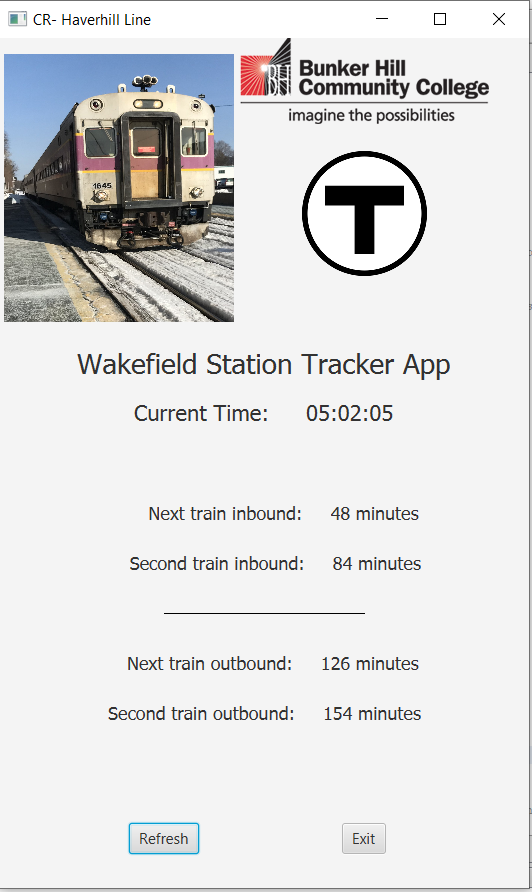 CR- Haverhill Line
BH
Bunker Hill
Community College
imagine the possibilities
1645
T
Wakefield Station Tracker App
Current Time: 05:02:05
Next train inbound: 48 minutes
Second train inbound: 84 minutes
Next train outbound: 126 minutes
Second train outbound: 154 minutes
Refresh Exit